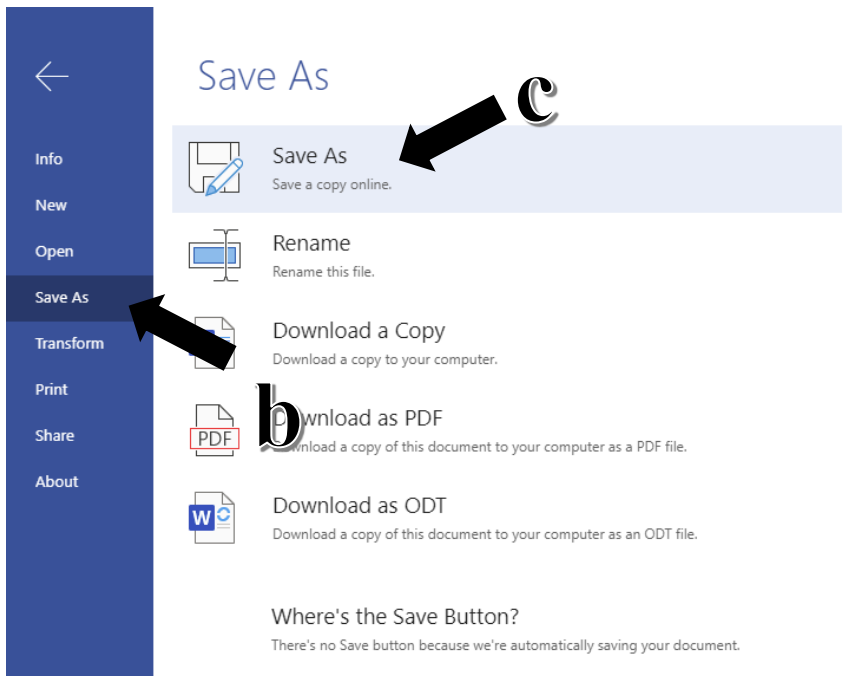 Save As
Info
New
Open
Save As
Transform
Print
Share
About
c
Save As
Save a copy online.
Rename
Rename this file.
Download a Copy
Download a copy to your computer.
b
PDF
Download as PDF
Download a copy of this document to your computer as a PDF file.
W
Download as ODT
Download a copy of this document to your computer as an ODT file.
Where's the Save Button?
There's no Save button because we're automatically saving your document.